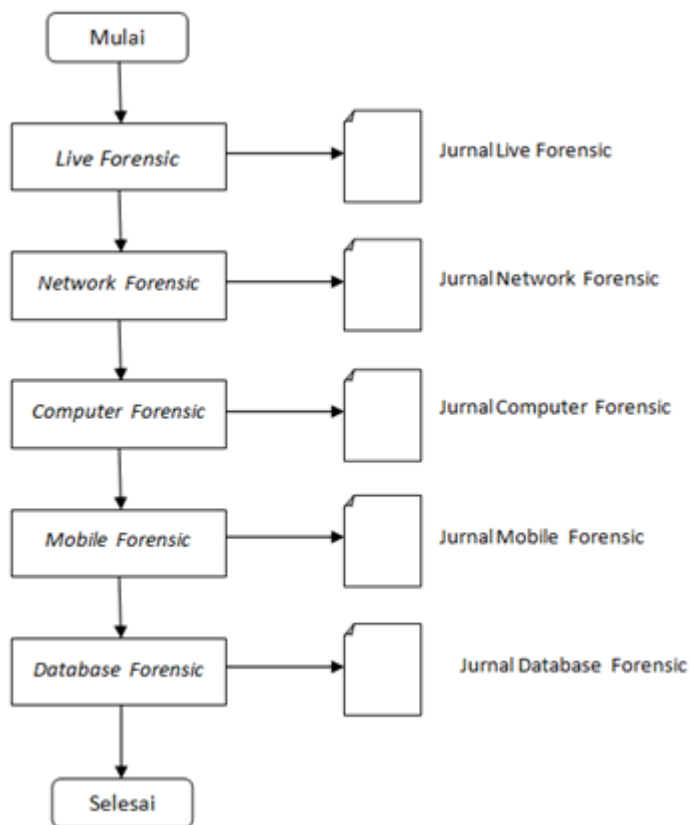 Mulai
Live Forensic
Jurnal Live Forensic
Network Forensic
Jurnal Network Forensic
Computer Forensic
Jurnal Computer Forensic
Mobile Forensic
Jurnal Mobile Forensic
Database Forensic
Jurnal Database Forensic
Selesai